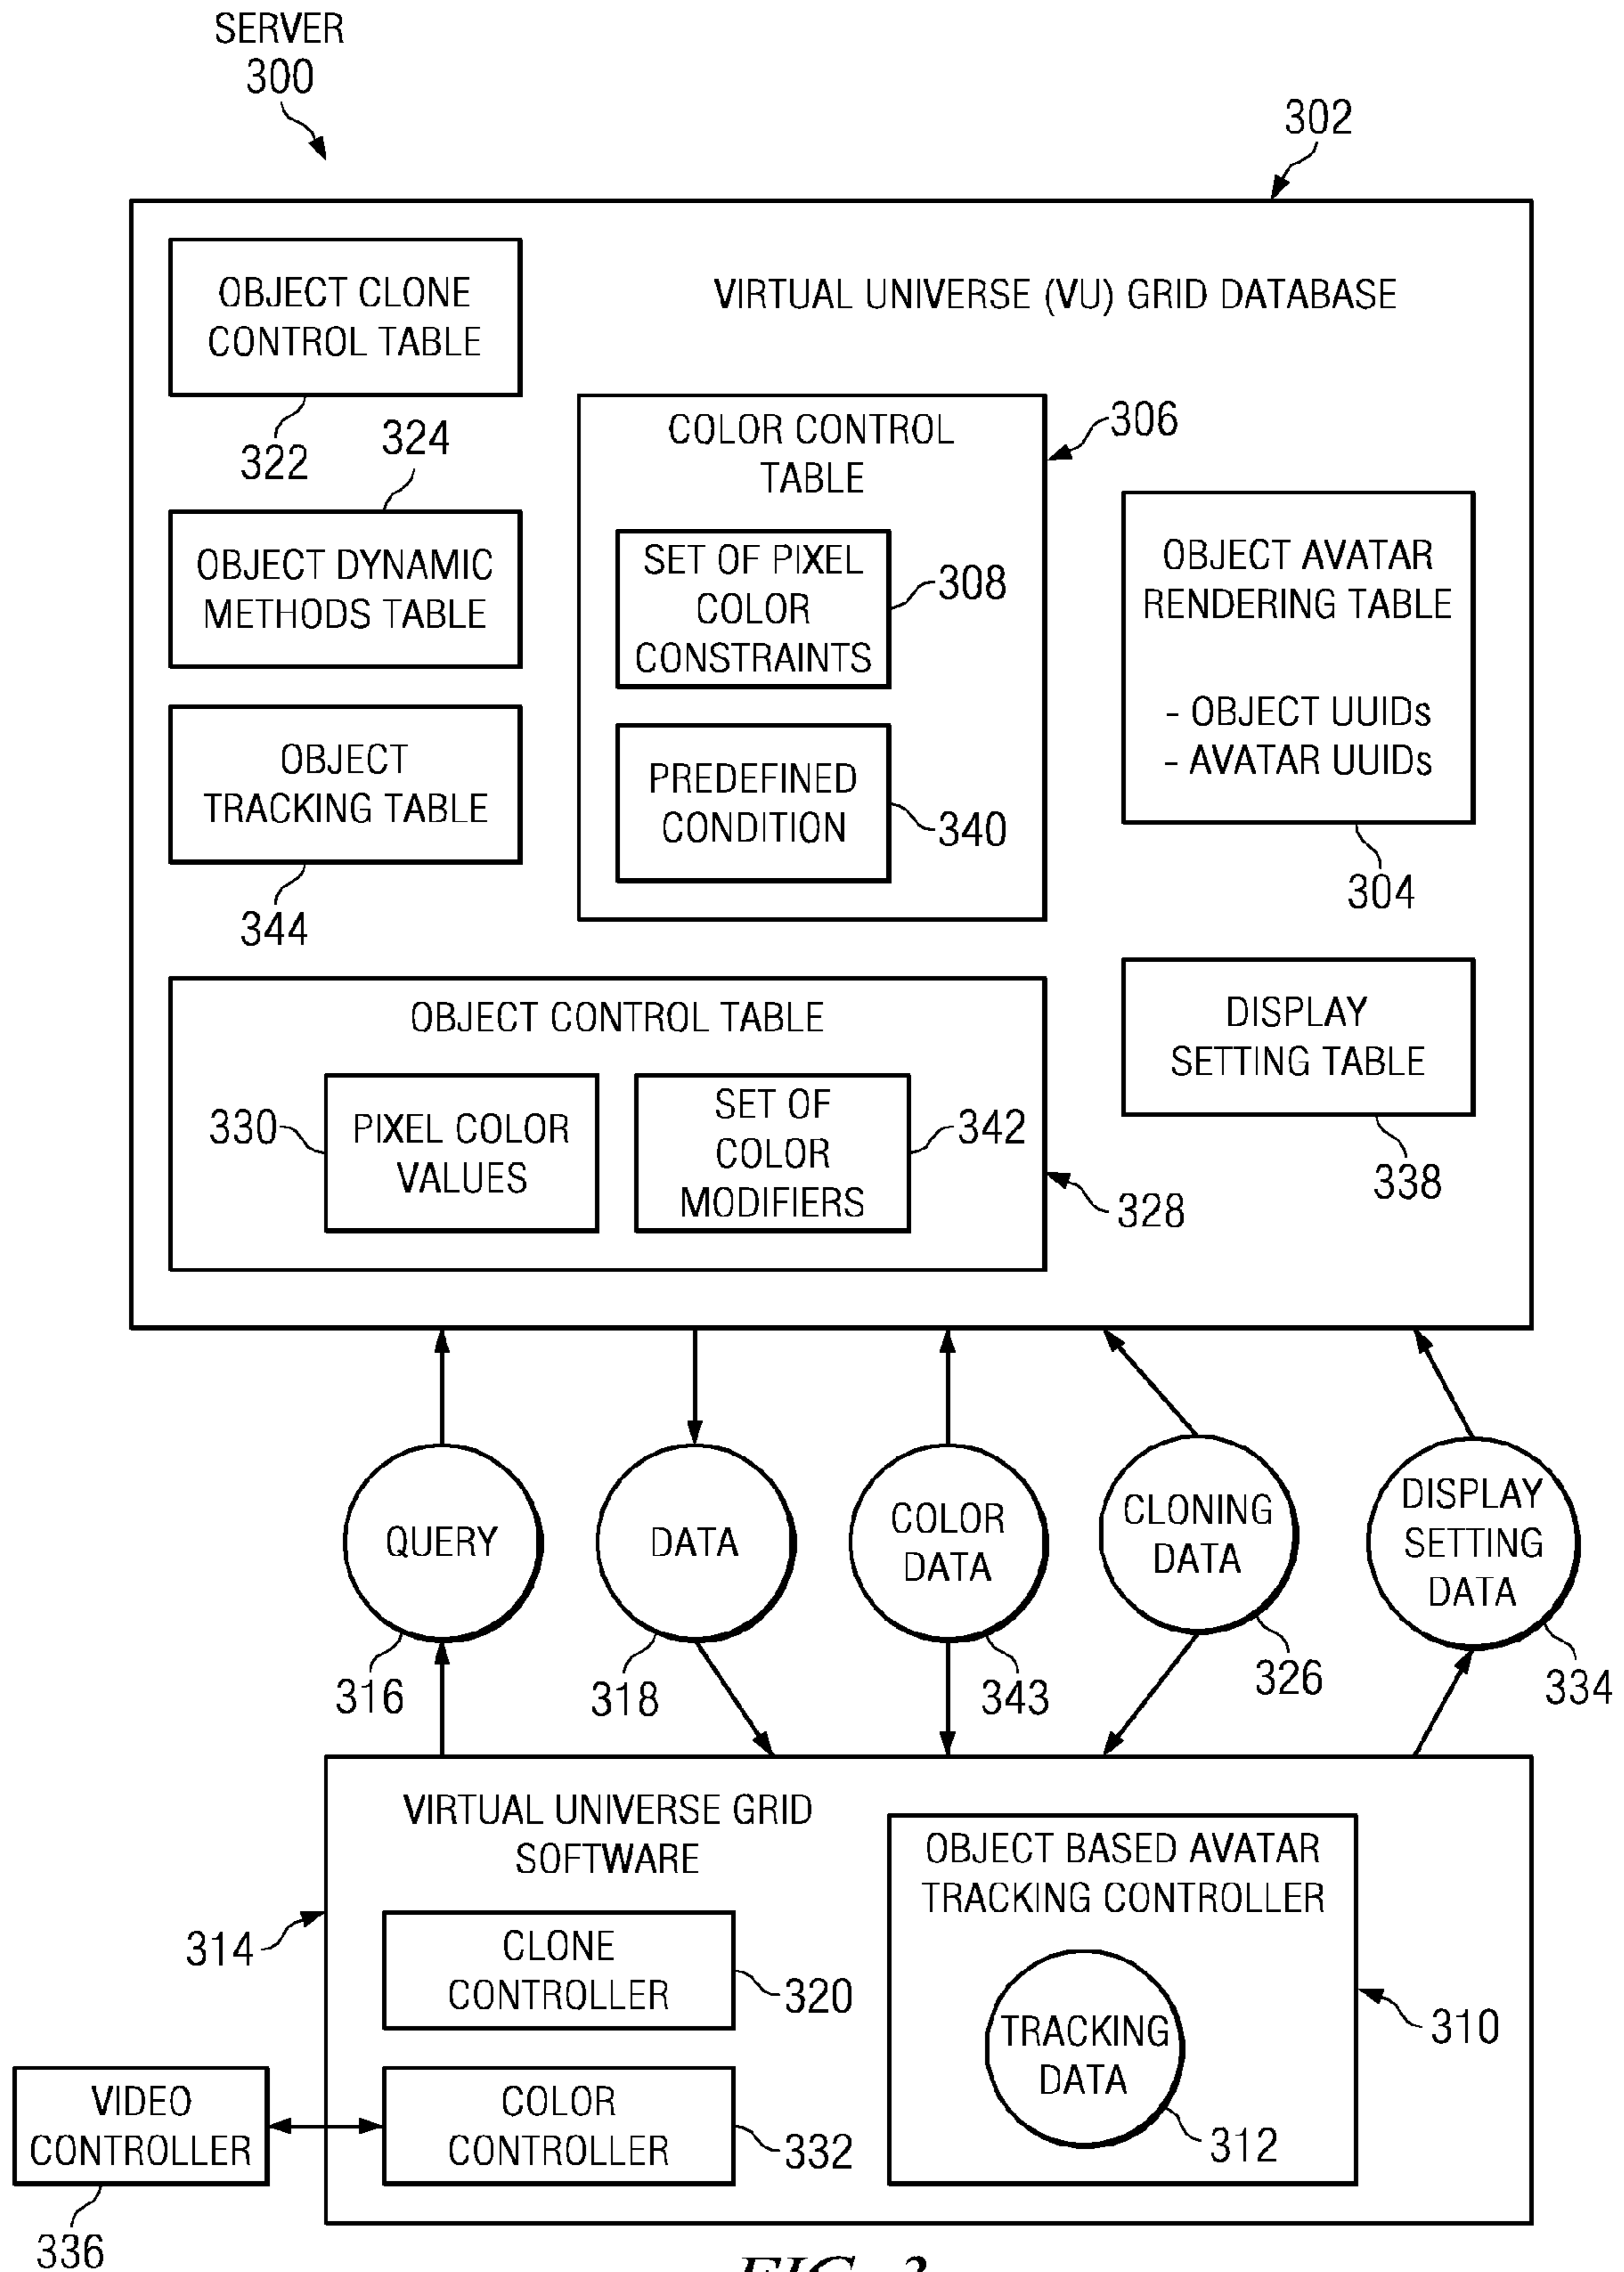 SERVER
300
302
OBJECT CLONE
CONTROL TABLE
322
VIRTUAL UNIVERSE (VU) GRID DATABASE
324
OBJECT DYNAMIC
METHODS TABLE
OBJECT
TRACKING TABLE
344
COLOR CONTROL
TABLE
306
SET OF PIXEL
COLOR
CONSTRAINTS
308
PREDEFINED
CONDITION
340
OBJECT AVATAR
RENDERING TABLE
- OBJECT UUIDs
- AVATAR UUIDs
304
OBJECT CONTROL TABLE
330
PIXEL COLOR
VALUES
SET OF
COLOR
MODIFIERS
342
328
DISPLAY
SETTING TABLE
338
QUERY
316
DATA
318
COLOR
DATA
343
CLONING
DATA
326
DISPLAY
SETTING
DATA
334
VIRTUAL UNIVERSE GRID
SOFTWARE
314
CLONE
CONTROLLER
320
COLOR
CONTROLLER
332
OBJECT BASED AVATAR
TRACKING CONTROLLER
310
TRACKING
DATA
312
VIDEO
CONTROLLER
336
FIG. 3